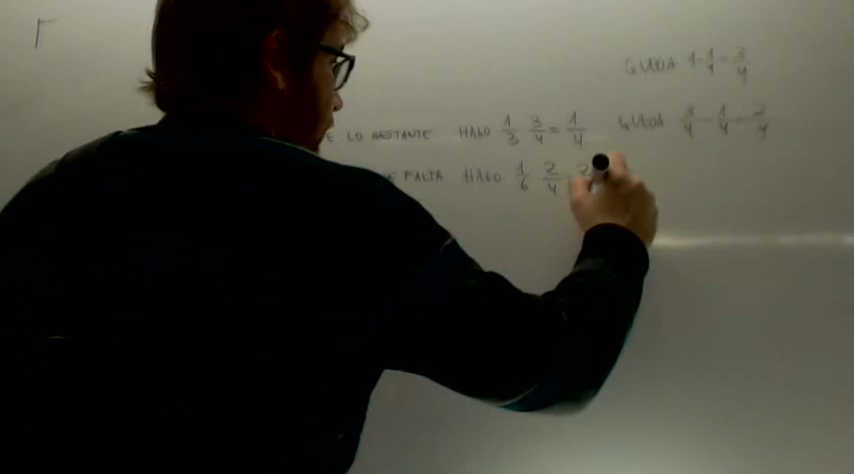 QUEDA 1 - 1/4 = 3/4
E LO RESTANTE HAGO 1/3 3/4 = 1/4 QUEDA 3/4 - 1/4 = 2/4
E FALTA HAGO 1/6 2/4 = 2